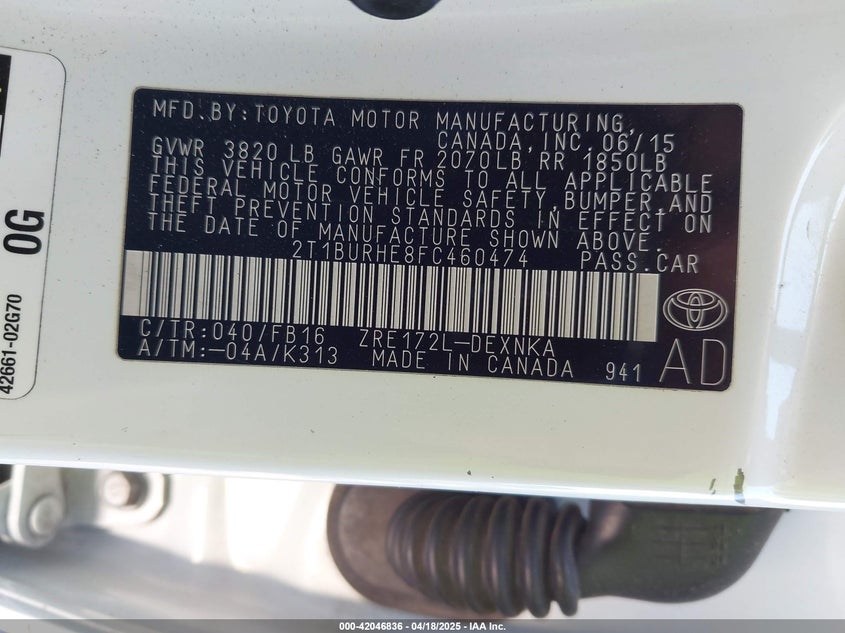 MFD.BY:TOYOTA MOTOR MANUFACTURING,
CANADA, INC. 06/15
GVWR 3820 LB GAWR FR 2070LB RR 1850LB
THIS VEHICLE CONFORMS TO ALL APPLICABLE
FEDERAL MOTOR VEHICLE SAFETY,BUMPER,AND
THEFT PREVENTION STANDARDS IN EFFECT ON
THE DATE OF MANUFACTURE SHOWN ABOVE.
2T1BURHE8FC460474 PASS.CAR
C/TR:040/FB16 ZRE172L-DEXNKA
A/TM:-04A/K313 MADE IN CANADA 941
AD
0G
42661-02G70
000-42046836 - 04/18/2025 - IAA Inc.